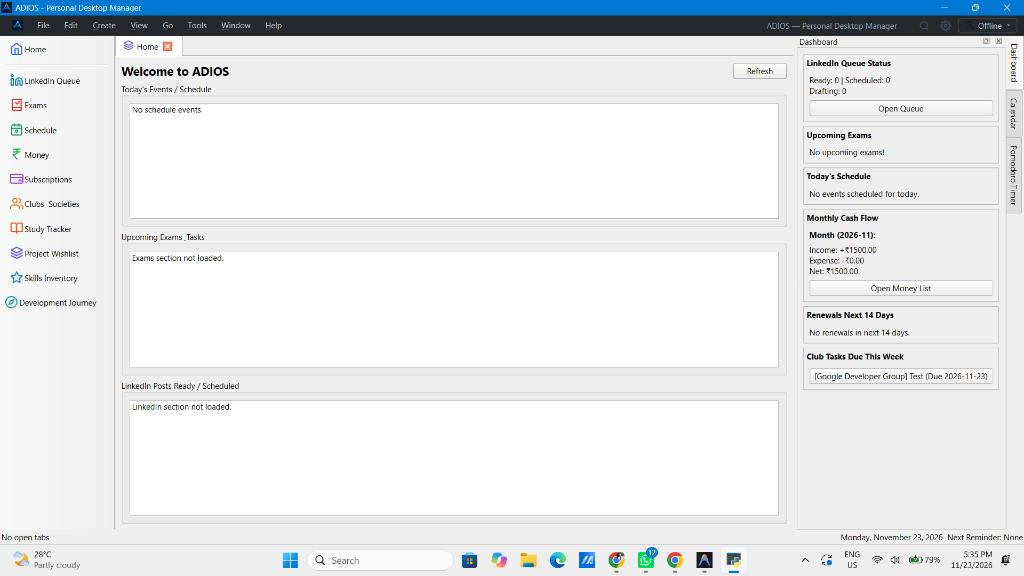 ADIOS - Personal Desktop Manager
File Edit Create View Go Tools Window Help
ADIOS — Personal Desktop Manager
Offline
Home
LinkedIn Queue
Exams
Schedule
Money
Subscriptions
Clubs Societies
Study Tracker
Project Wishlist
Skills Inventory
Development Journey
Home
Welcome to ADIOS
Refresh
Today's Events / Schedule
No schedule events.
Upcoming Exams _Tasks
Exams section not loaded.
LinkedIn Posts Ready / Scheduled
LinkedIn section not loaded.
Dashboard
LinkedIn Queue Status
Ready: 0 | Scheduled: 0
Drafting: 0
Open Queue
Upcoming Exams
No upcoming exams!
Today's Schedule
No events scheduled for today.
Monthly Cash Flow
Month (2026-11):
Income: +₹1500.00
Expense: -₹0.00
Net: ₹1500.00
Open Money List
Renewals Next 14 Days
No renewals in next 14 days.
Club Tasks Due This Week
[Google Developer Group] Test (Due 2026-11-23)
Dashboard
Calendar
Pomodoro Timer
No open tabs
Monday, November 23, 2026 Next Reminder: None
28°C
Partly cloudy
Search
12
ENG
US
79%
5:35 PM
11/23/2026